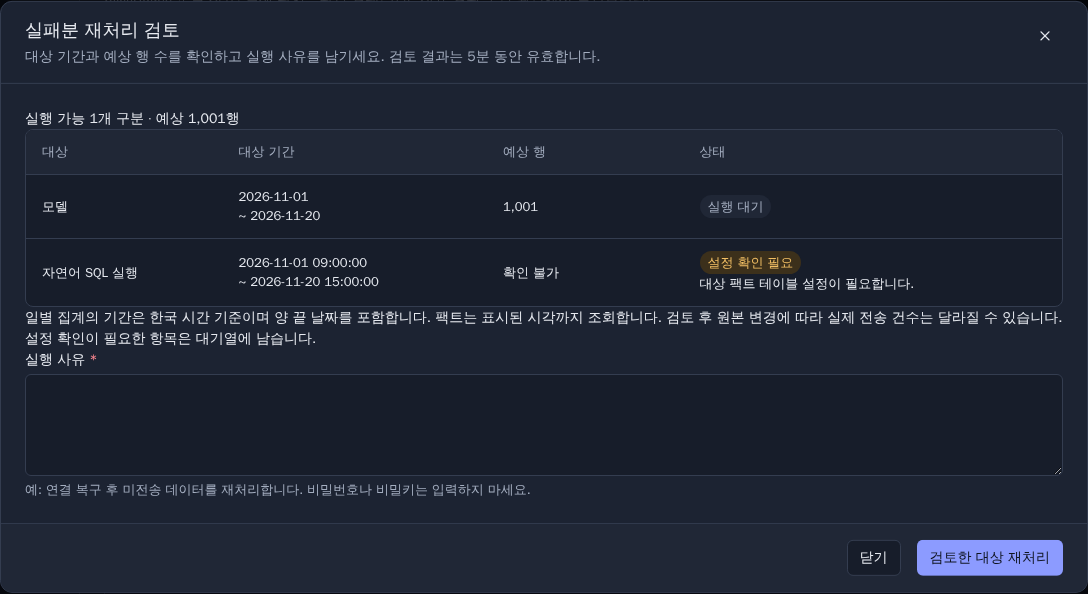 실패분 재처리 검토
대상 기간과 예상 행 수를 확인하고 실행 사유를 남기세요. 검토 결과는 5분 동안 유효합니다.
실행 가능 1개 구분 · 예상 1,001행
대상 대상 기간 예상 행 상태
모델 2026-11-01 ~ 2026-11-20 1,001 실행 대기
자연어 SQL 실행 2026-11-01 09:00:00 ~ 2026-11-20 15:00:00 확인 불가 설정 확인 필요
대상 팩트 테이블 설정이 필요합니다.
일별 집계의 기간은 한국 시간 기준이며 양 끝 날짜를 포함합니다. 팩트는 표시된 시각까지 조회합니다. 검토 후 원본 변경에 따라 실제 전송 건수는 달라질 수 있습니다.
설정 확인이 필요한 항목은 대기열에 남습니다.
실행 사유 *
예: 연결 복구 후 미전송 데이터를 재처리합니다. 비밀번호나 비밀키는 입력하지 마세요.
닫기 검토한 대상 재처리